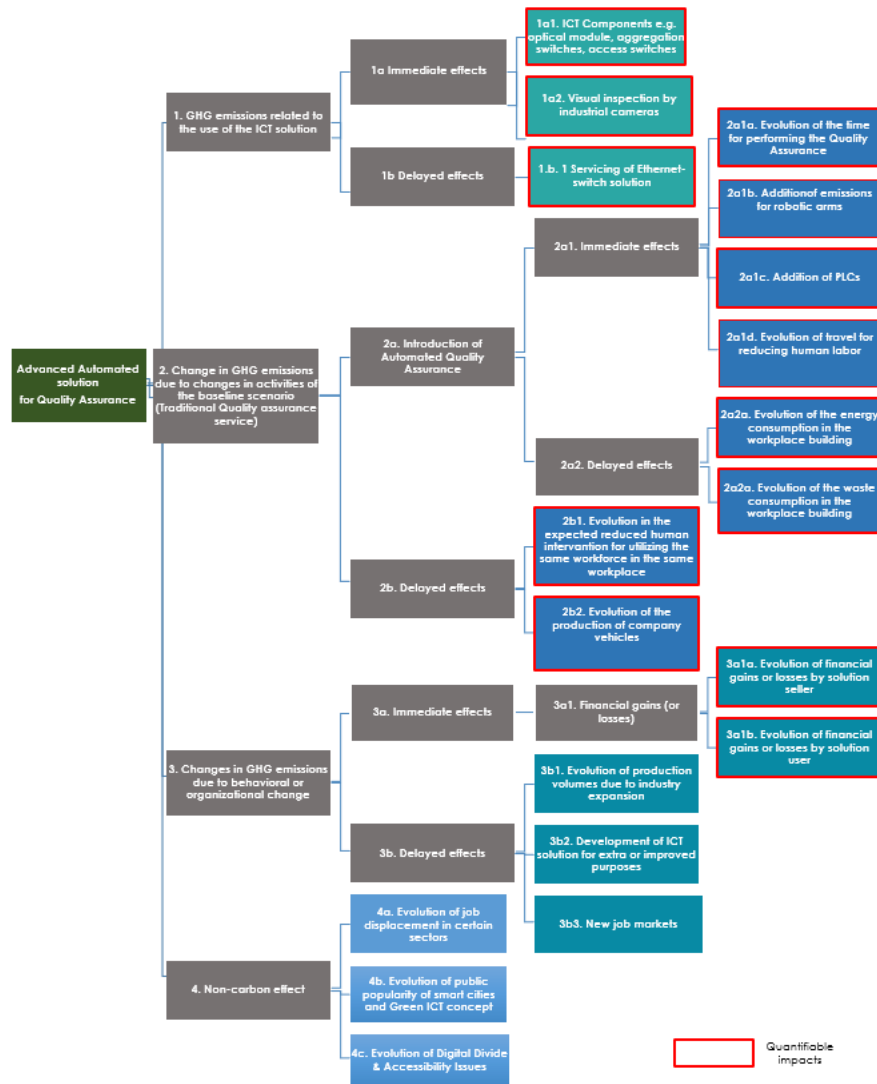 1a1. ICT Components e.g.
optical module, aggregation
switches, access switches
1a Immediate effects
1a2. Visual inspection by
industrial cameras
1. GHG emissions related to
the use of the ICT solution
1b Delayed effects
1.b. 1 Servicing of Ethernet-
switch solution
2a1a. Evolution of the time
for performing the Quality
Assurance
2a1b. Additionof emissions
for robotic arms
2a1. Immediate effects
2a1c. Addition of PLCs
2a1d. Evolution of travel for
reducing human labor
2a. Introduction of
Automated Quality
Assurance
Advanced Automated
solution
for Quality Assurance
2. Change in GHG emissions
due to changes in activities of
the baseline scenario
(Traditional Quality assurance
service)
2a2a. Evolution of the energy
consumption in the
workplace building
2a2. Delayed effects
2a2a. Evolution of the waste
consumption in the
workplace building
2b1. Evolution in the
expected reduced human
intervantion for utilizing the
same workforce in the same
workplace
2b. Delayed effects
2b2. Evolution of the
production of company
vehicles
3a1a. Evolution of financial
gains or losses by solution
seller
3a. Immediate effects
3a1. Financial gains (or
losses)
3a1b. Evolution of financial
gains or losses by solution
user
3. Changes in GHG emissions
due to behavioral or
organizational change
3b1. Evolution of production
volumes due to industry
expansion
3b. Delayed effects
3b2. Development of ICT
solution for extra or improved
purposes
3b3. New job markets
4a. Evolution of job
displacement in certain
sectors
4. Non-carbon effect
4b. Evolution of public
popularity of smart cities
and Green ICT concept
4c. Evolution of Digital Divide
& Accessibility Issues
Quantifiable
impacts